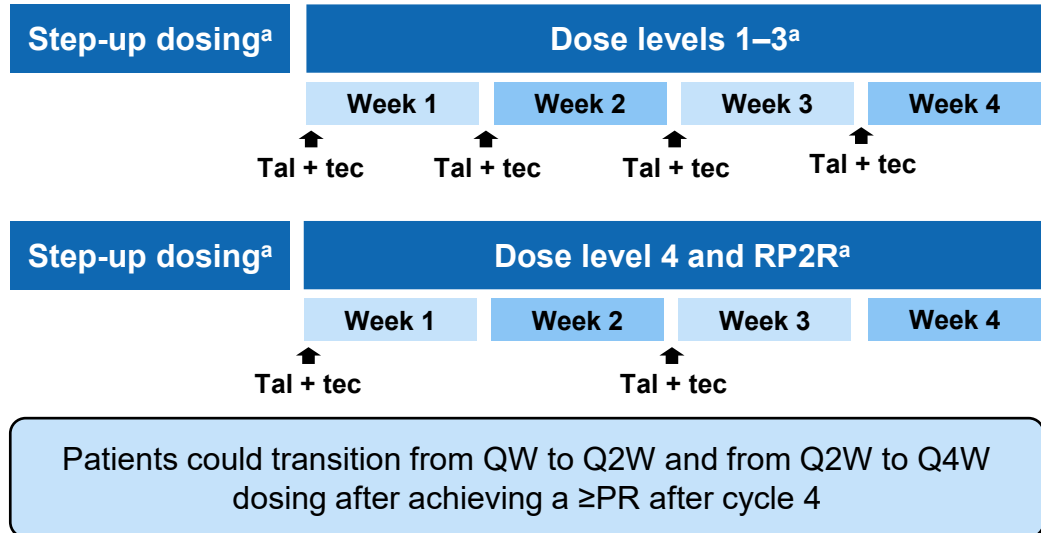 Step-up dosingᵃ Dose levels 1–3ᵃ
Week 1 Week 2 Week 3 Week 4
Tal + tec Tal + tec Tal + tec Tal + tec
Step-up dosingᵃ Dose level 4 and RP2Rᵃ
Week 1 Week 2 Week 3 Week 4
Tal + tec Tal + tec
Patients could transition from QW to Q2W and from Q2W to Q4W
dosing after achieving a ≥PR after cycle 4